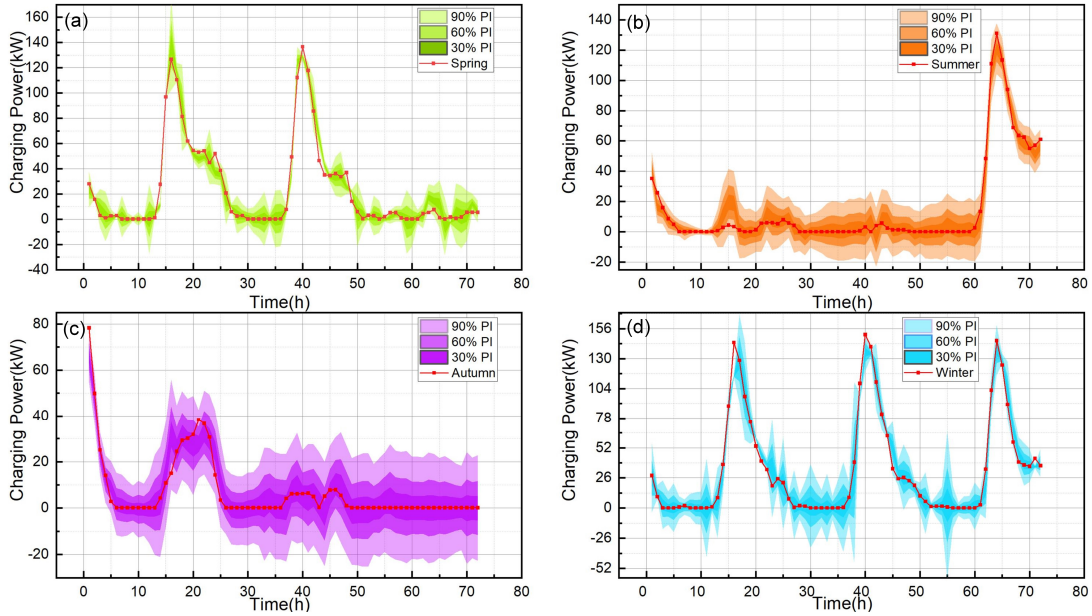 (a)
90% PI
60% PI
30% PI
Spring
Charging Power(kW)
160
140
120
100
80
60
40
20
0
-20
-40
0 10 20 30 40 50 60 70 80
Time(h)
(b)
90% PI
60% PI
30% PI
Summer
Charging Power(kW)
140
120
100
80
60
40
20
0
-20
0 10 20 30 40 50 60 70 80
Time(h)
(c)
90% PI
60% PI
30% PI
Autumn
Charging Power(kW)
80
60
40
20
0
-20
0 10 20 30 40 50 60 70 80
Time(h)
(d)
90% PI
60% PI
30% PI
Winter
Charging Power(kW)
156
130
104
78
52
26
0
-26
-52
0 10 20 30 40 50 60 70 80
Time(h)